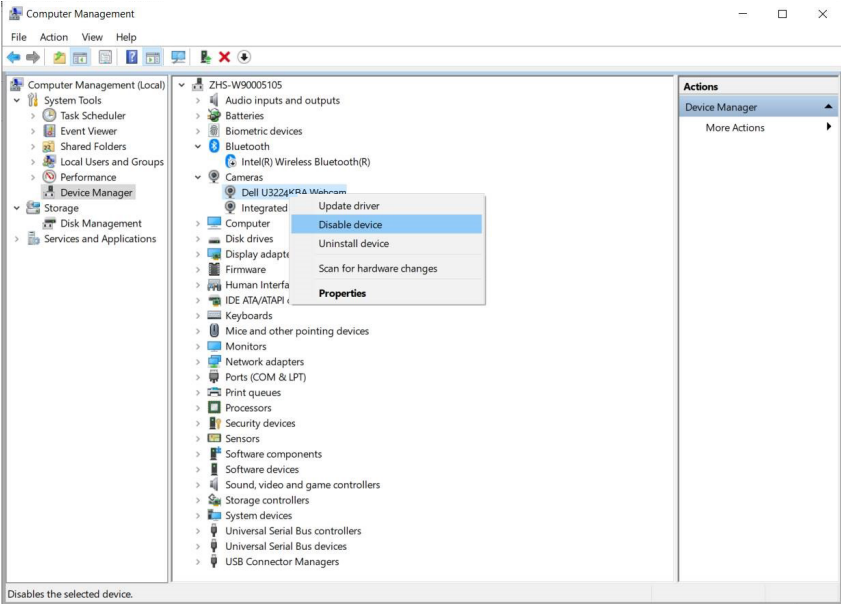 Computer Management
File Action View Help
Computer Management (Local)
System Tools
Task Scheduler
Event Viewer
Shared Folders
Local Users and Groups
Performance
Device Manager
Storage
Disk Management
Services and Applications
ZHS-W90005105
Audio inputs and outputs
Batteries
Biometric devices
Bluetooth
Intel(R) Wireless Bluetooth(R)
Cameras
Dell U3224KBA Webcam
Integrated
Computer
Disk drives
Display adapte
Firmware
Human Interfa
IDE ATA/ATAPI
Keyboards
Mice and other pointing devices
Monitors
Network adapters
Ports (COM & LPT)
Print queues
Processors
Security devices
Sensors
Software components
Software devices
Sound, video and game controllers
Storage controllers
System devices
Universal Serial Bus controllers
Universal Serial Bus devices
USB Connector Managers
Update driver
Disable device
Uninstall device
Scan for hardware changes
Properties
Actions
Device Manager
More Actions
Disables the selected device.